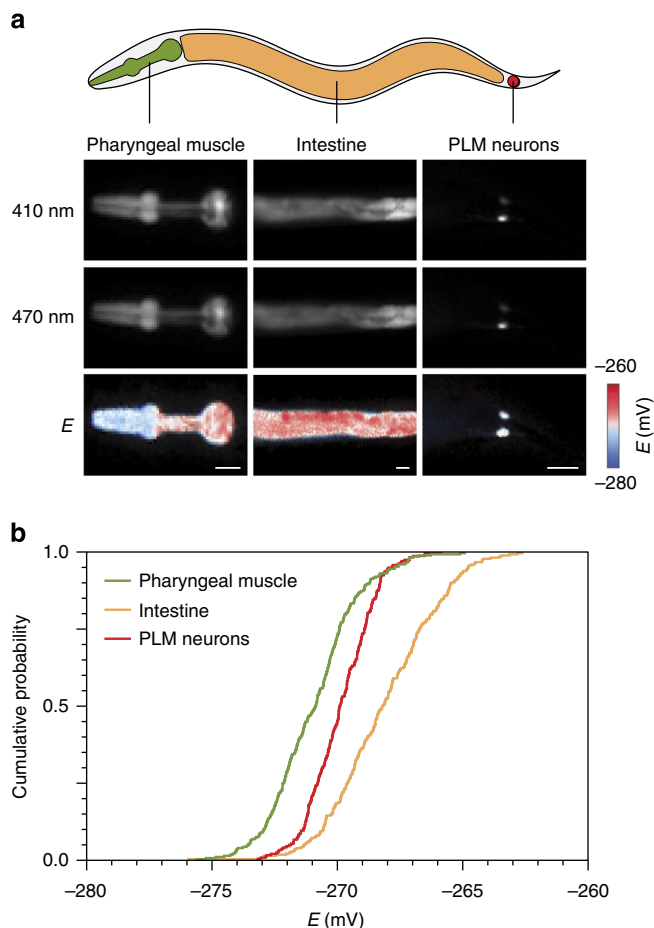 a
Pharyngeal muscle Intestine PLM neurons
410 nm
470 nm
E
–260
E (mV)
–280
b
1.0
0.5
0.0
Cumulative probability
Pharyngeal muscle
Intestine
PLM neurons
–280 –275 –270 –265 –260
E (mV)